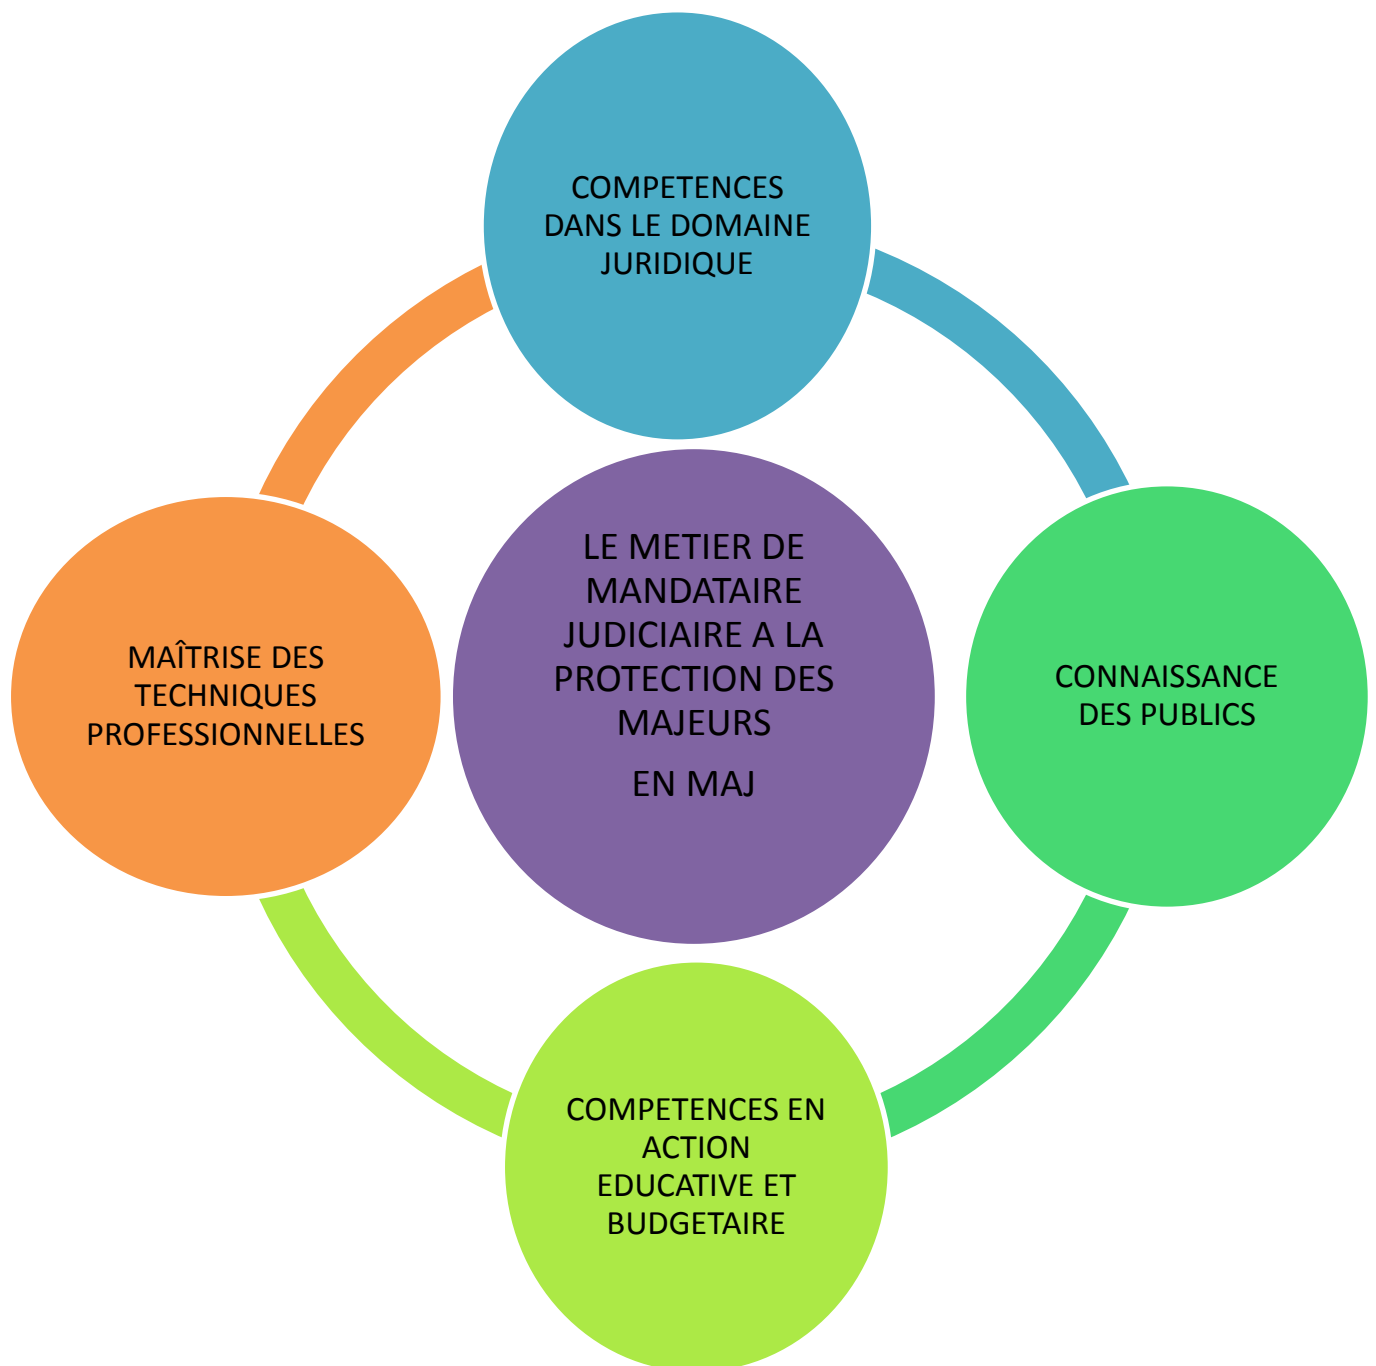 COMPETENCES
DANS LE DOMAINE
JURIDIQUE
LE METIER DE
MANDATAIRE
JUDICIAIRE A LA
PROTECTION DES
MAJEURS
EN MAJ
MAÎTRISE DES
TECHNIQUES
PROFESSIONNELLES
CONNAISSANCE
DES PUBLICS
COMPETENCES EN
ACTION
EDUCATIVE ET
BUDGETAIRE